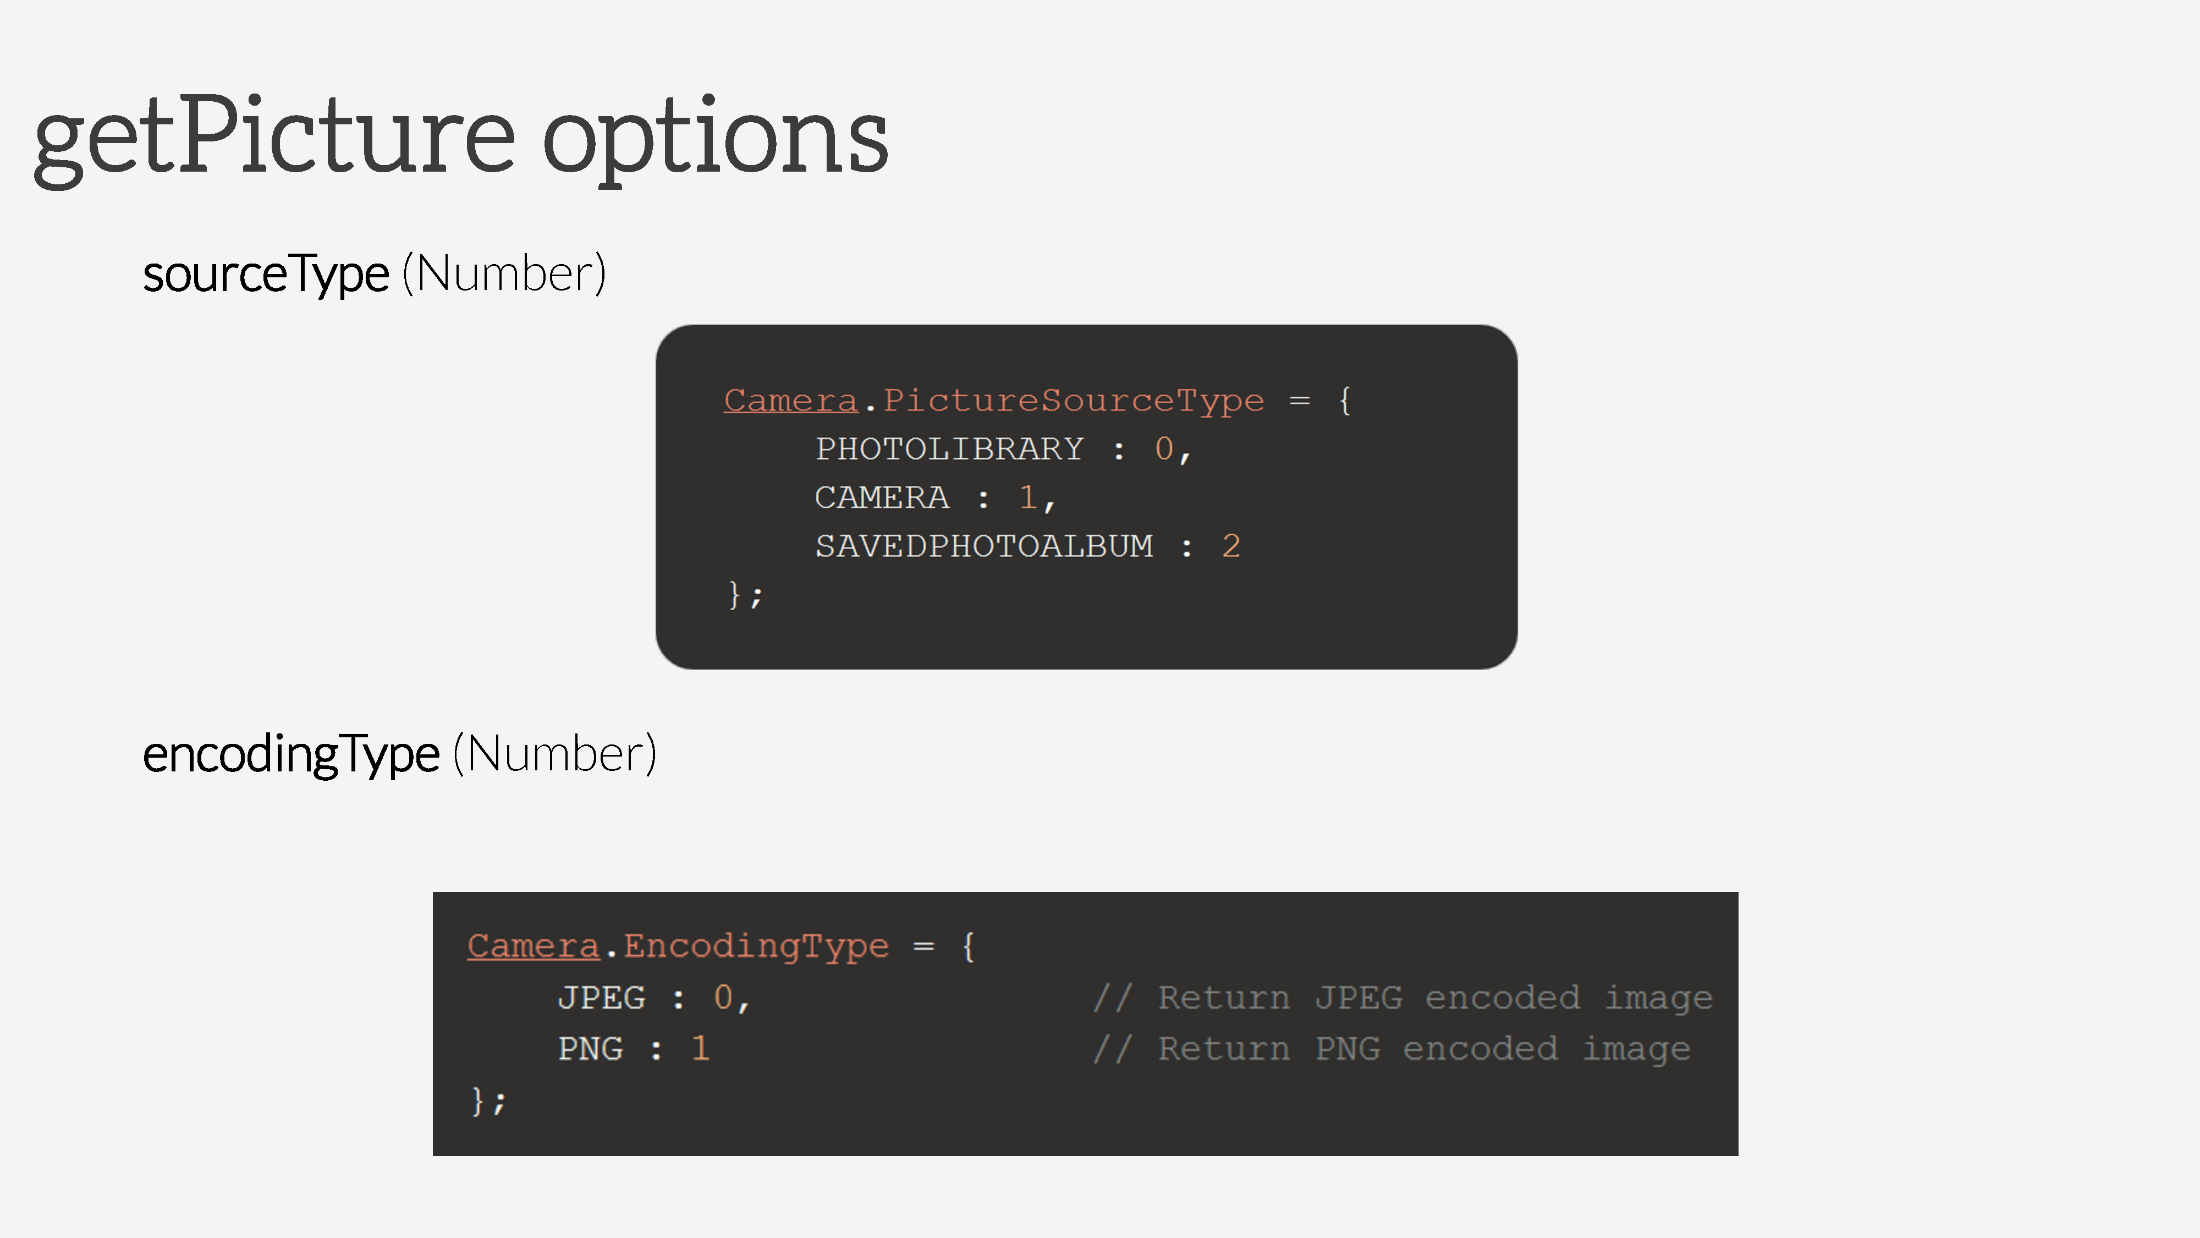 getPicture options
sourceType (Number)
Camera.PictureSourceType = {
PHOTOLIBRARY : 0,
CAMERA : 1,
SAVEDPHOTOALBUM : 2
};
encodingType (Number)
Camera.EncodingType = {
JPEG : 0, // Return JPEG encoded image
PNG : 1 // Return PNG encoded image
};